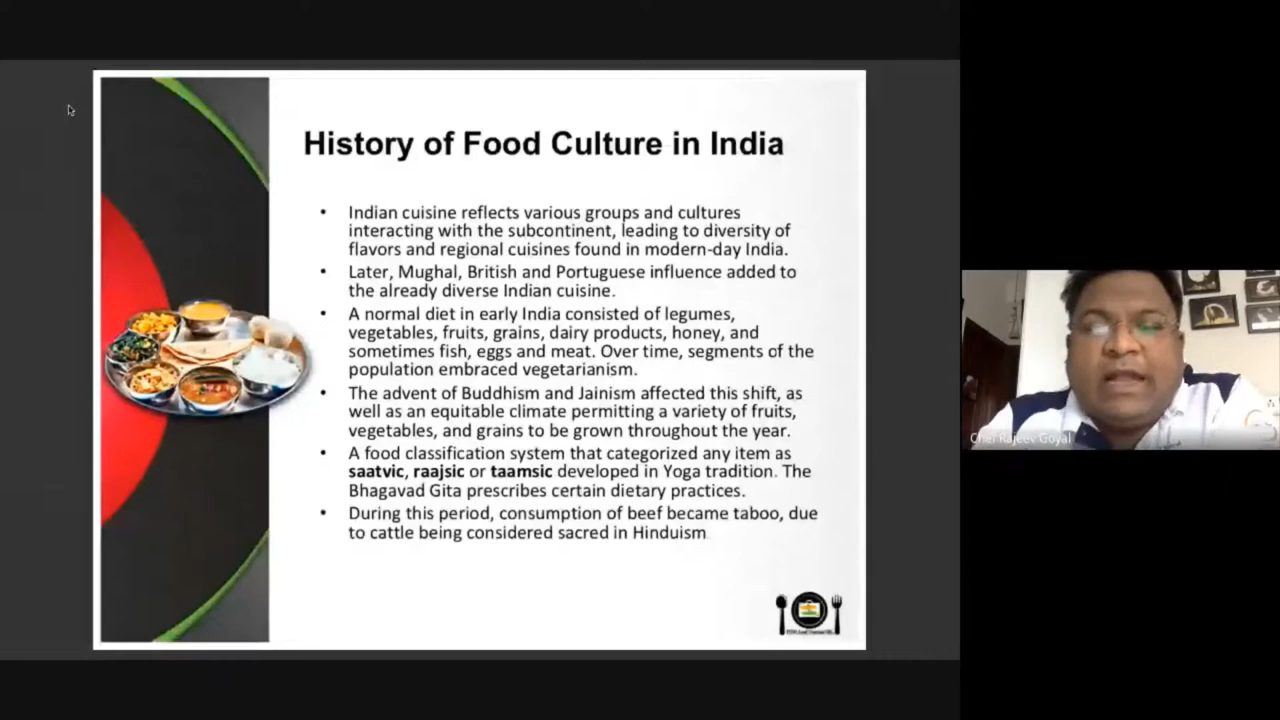 History of Food Culture in India
• Indian cuisine reflects various groups and cultures
interacting with the subcontinent, leading to diversity of
flavors and regional cuisines found in modern-day India.
• Later, Mughal, British and Portuguese influence added to
the already diverse Indian cuisine.
• A normal diet in early India consisted of legumes,
vegetables, fruits, grains, dairy products, honey, and
sometimes fish, eggs and meat. Over time, segments of the
population embraced vegetarianism.
• The advent of Buddhism and Jainism affected this shift, as
well as an equitable climate permitting a variety of fruits,
vegetables, and grains to be grown throughout the year.
• A food classification system that categorized any item as
saatvic, raajsic or taamsic developed in Yoga tradition. The
Bhagavad Gita prescribes certain dietary practices.
• During this period, consumption of beef became taboo, due
to cattle being considered sacred in Hinduism
Chef Rajeev Goyal